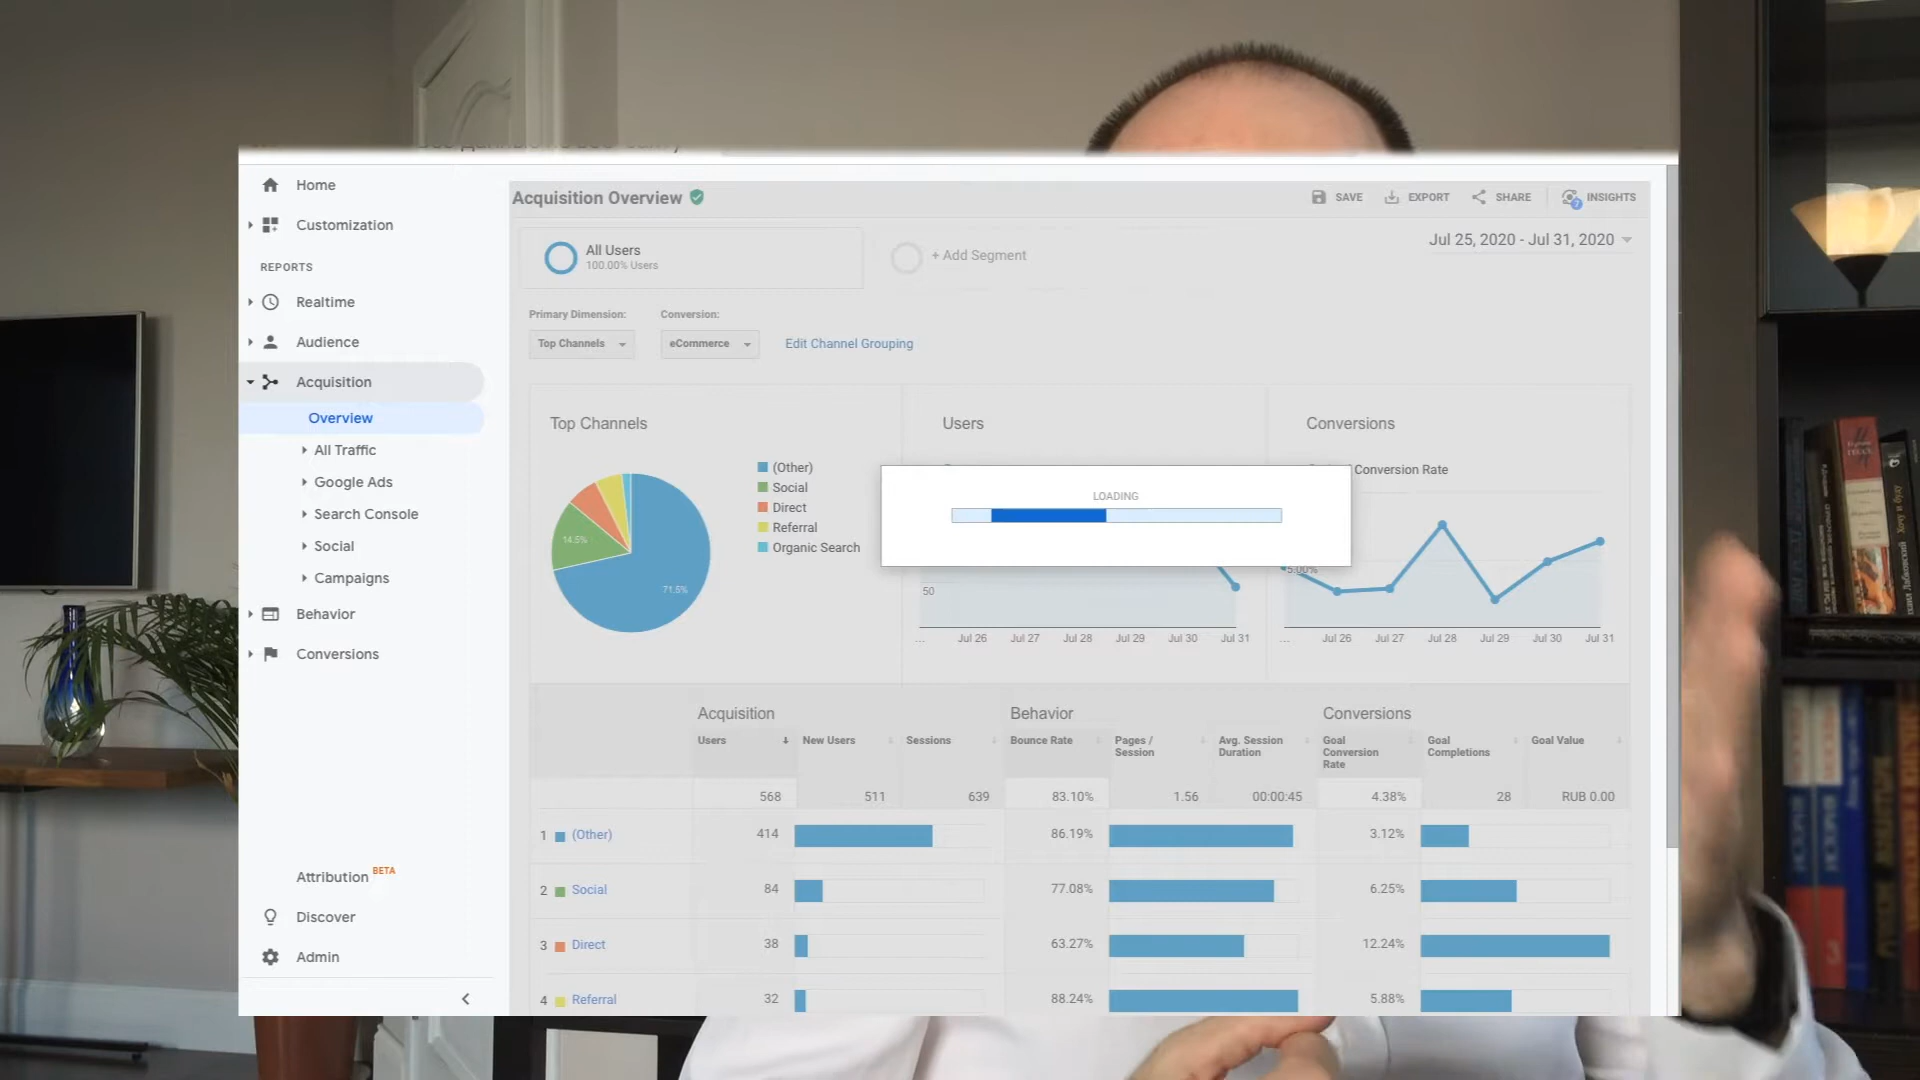 Home
Customization
REPORTS
Realtime
Audience
Acquisition
Overview
All Traffic
Google Ads
Search Console
Social
Campaigns
Behavior
Conversions
Attribution BETA
Discover
Admin
Acquisition Overview
SAVE
EXPORT
SHARE
INSIGHTS
All Users
100.00% Users
+ Add Segment
Jul 25, 2020 - Jul 31, 2020
Primary Dimension:
Conversion:
Top Channels
eCommerce
Edit Channel Grouping
Top Channels
(Other)
Social
Direct
Referral
Organic Search
14.5%
71.5%
Users
50
... Jul 26 Jul 27 Jul 28 Jul 29 Jul 30 Jul 31
Conversions
Conversion Rate
5.00%
... Jul 26 Jul 27 Jul 28 Jul 29 Jul 30 Jul 31
LOADING
Acquisition Behavior Conversions
Users New Users Sessions Bounce Rate Pages / Session Avg. Session Duration Goal Conversion Rate Goal Completions Goal Value
568 511 639 83.10% 1.56 00:00:45 4.38% 28 RUB 0.00
1 (Other) 414 86.19% 3.12%
2 Social 84 77.08% 6.25%
3 Direct 38 63.27% 12.24%
4 Referral 32 88.24% 5.88%